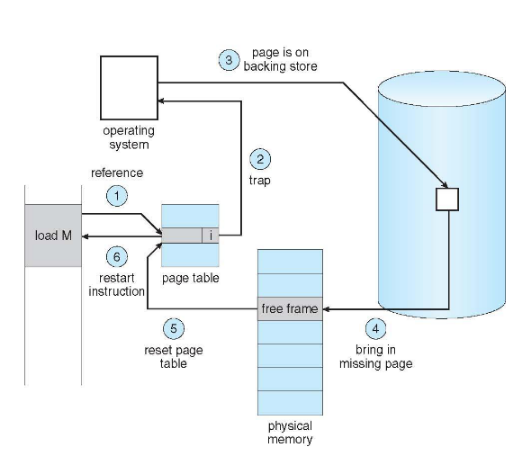 3
page is on
backing store
operating
system
2
trap
reference
1
load M
i
6
restart
instruction
page table
free frame
5
reset page
table
4
bring in
missing page
physical
memory